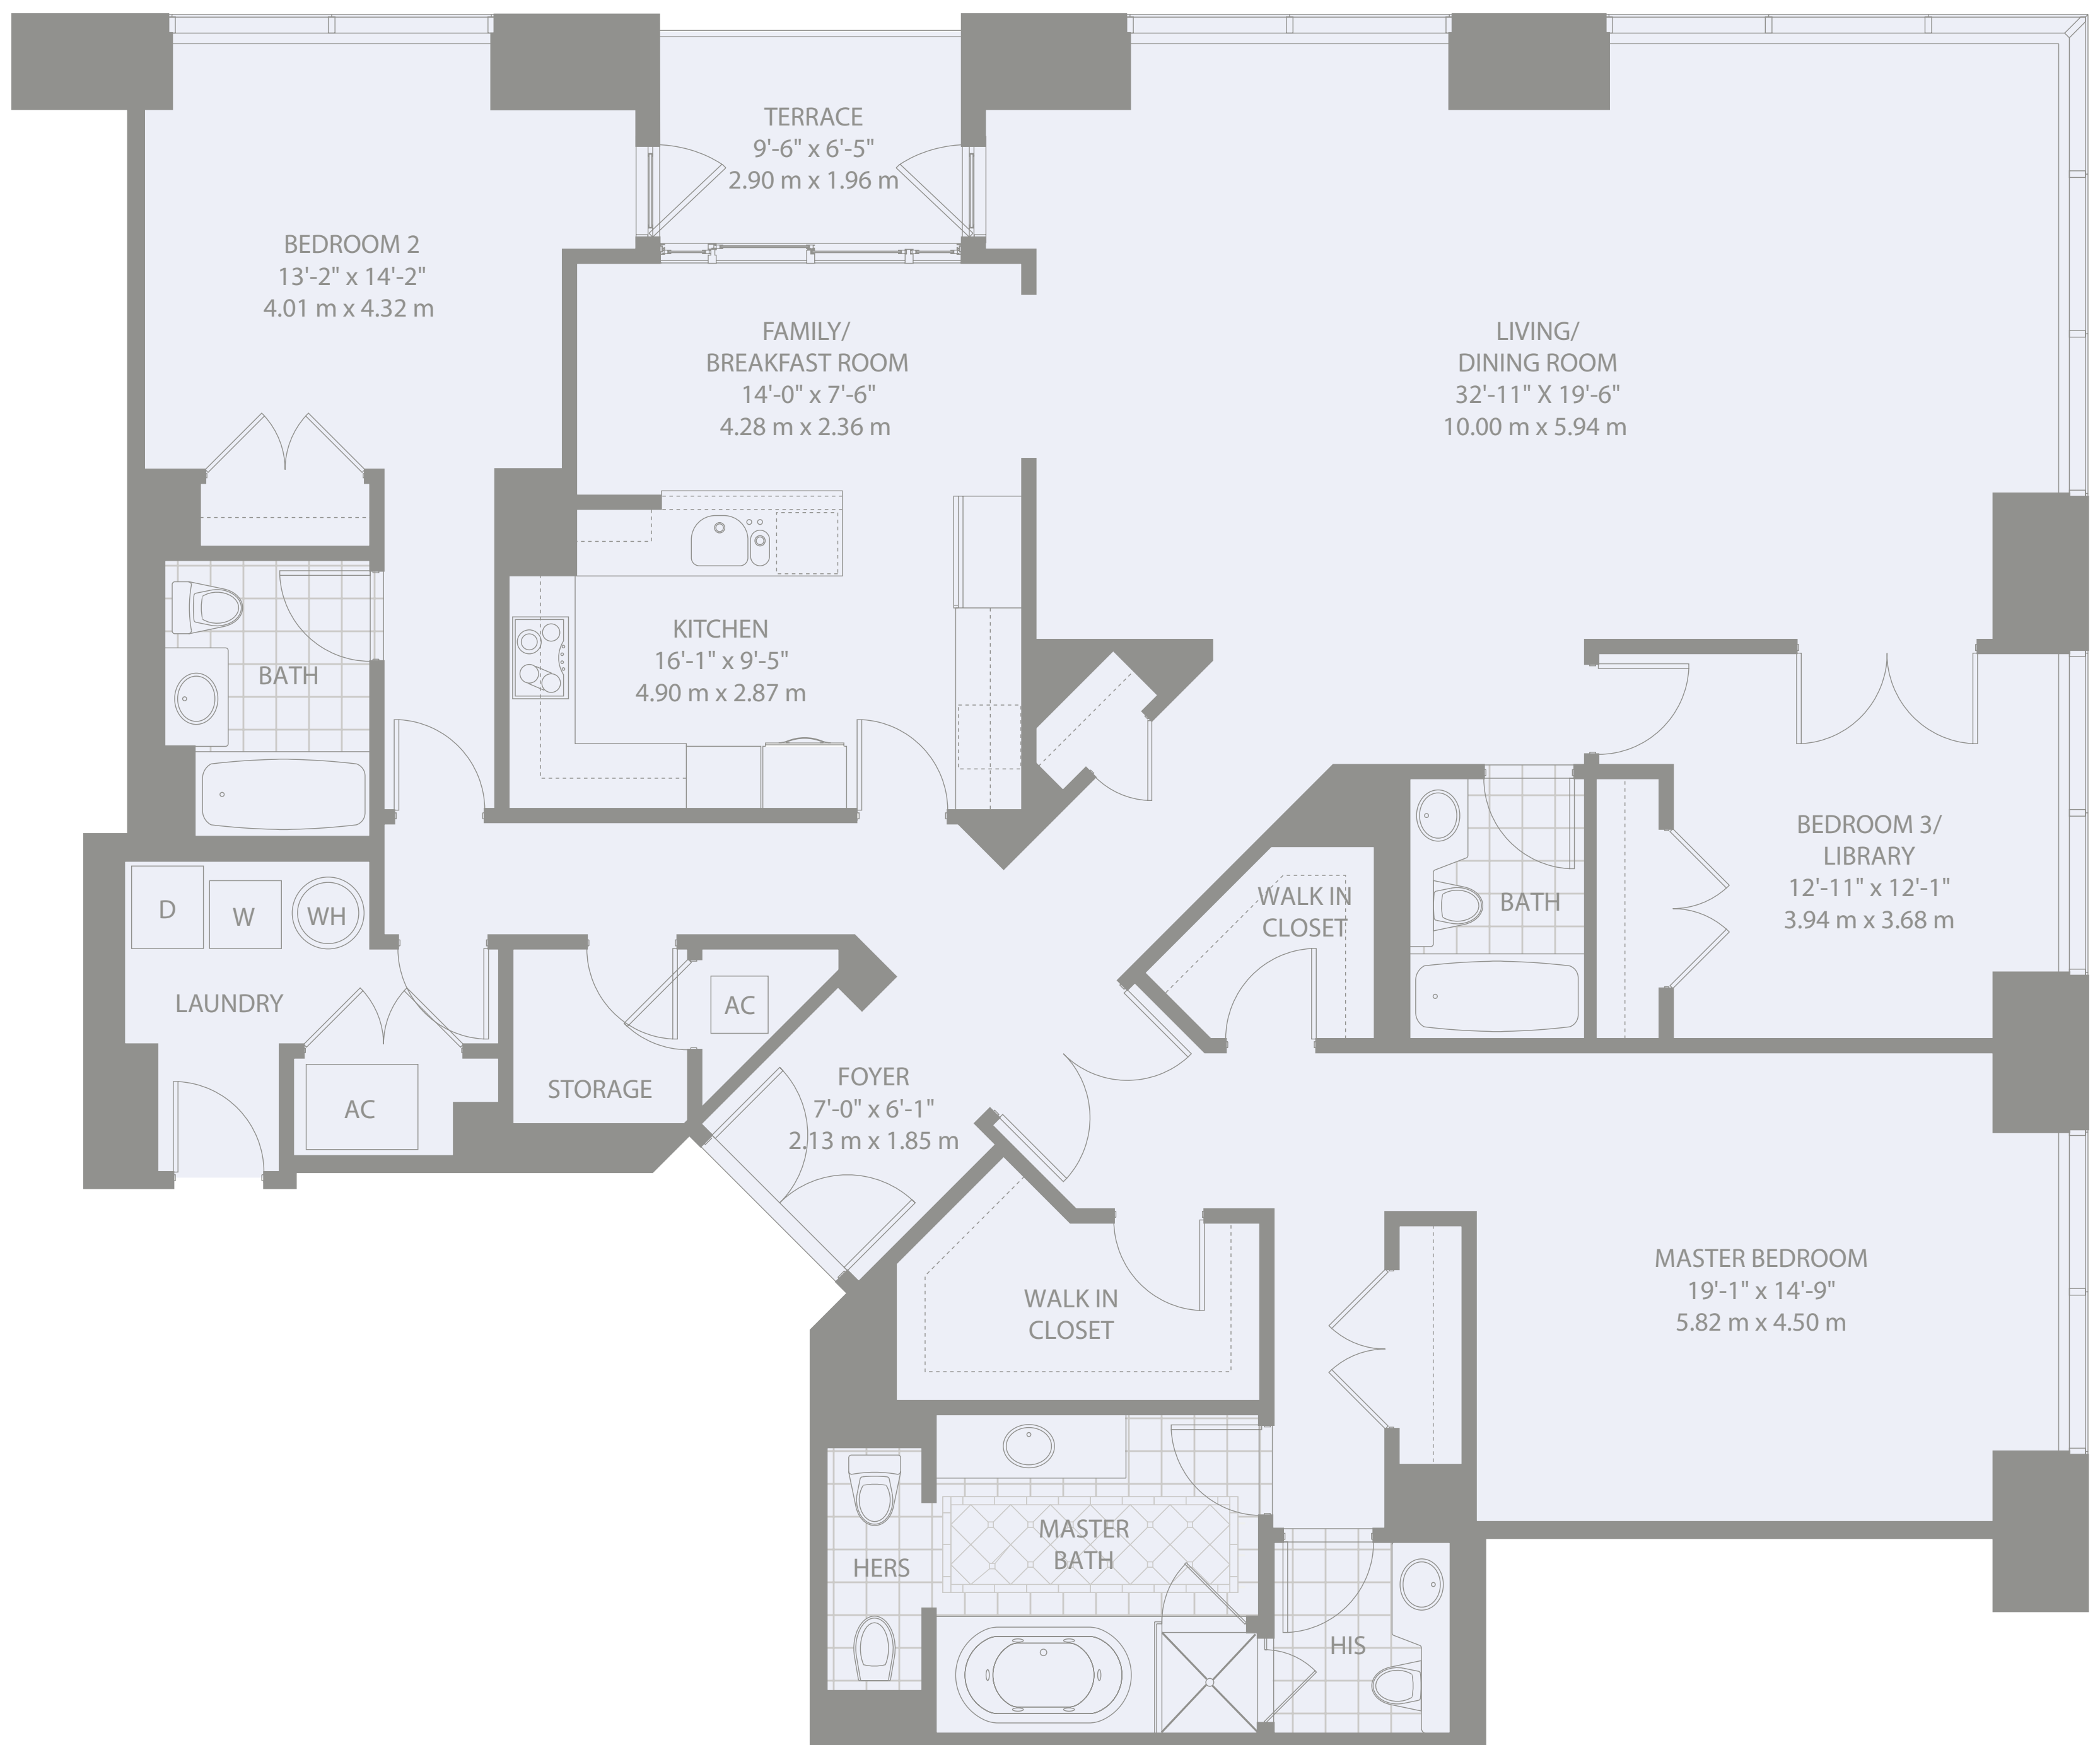 TERRACE
9'-6" x 6'-5"
2.90 m x 1.96 m
BEDROOM 2
13'-2" x 14'-2"
4.01 m x 4.32 m
FAMILY/
BREAKFAST ROOM
14'-0" x 7'-6"
4.28 m x 2.36 m
LIVING/
DINING ROOM
32'-11" X 19'-6"
10.00 m x 5.94 m
KITCHEN
16'-1" x 9'-5"
4.90 m x 2.87 m
BATH
BEDROOM 3/
LIBRARY
12'-11" x 12'-1"
3.94 m x 3.68 m
WALK IN
CLOSET
BATH
D
W
WH
LAUNDRY
AC
AC
STORAGE
FOYER
7'-0" x 6'-1"
2.13 m x 1.85 m
WALK IN
CLOSET
MASTER BEDROOM
19'-1" x 14'-9"
5.82 m x 4.50 m
MASTER
BATH
HERS
HIS